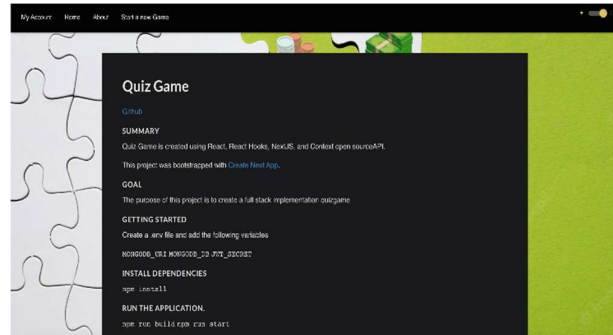 My Account Home About Start a new Game
Quiz Game
Github
SUMMARY
Quiz Game is created using React, React Hooks, NextJS, and Context open sourceAPI.
This project was bootstrapped with Create Next App.
GOAL
The purpose of this project is to create a full stack implementation quizgame
GETTING STARTED
Create a .env file and add the following variables
MONGODB_URI MONGODB_DB JWT_SECRET
INSTALL DEPENDENCIES
npm install
RUN THE APPLICATION.
npm run build npm run start